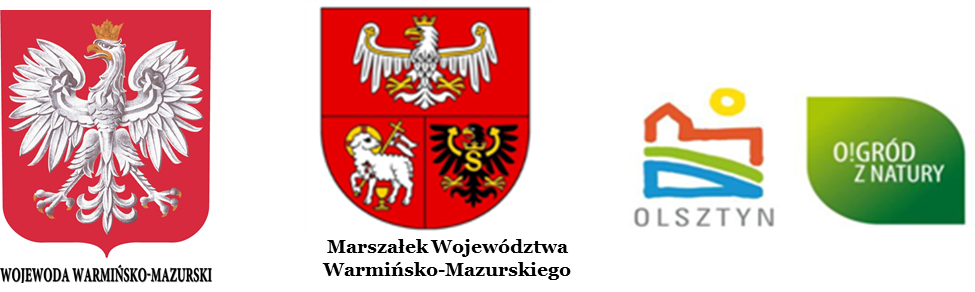 WOJEWODA WARMIŃSKO-MAZURSKI
S
Marszałek Województwa
Warmińsko-Mazurskiego
OLSZTYN
O!GRÓD
Z NATURY